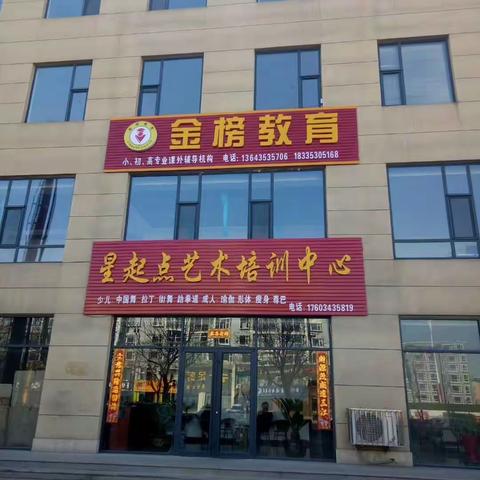 金榜教育
小、初、高专业课外辅导机构 电话: 13643535706 18335305168
星起点艺术培训中心
少儿 中国舞 拉丁 街舞 跆拳道 成人 瑜伽 形体 瘦身 尊巴
电话: 17603435819